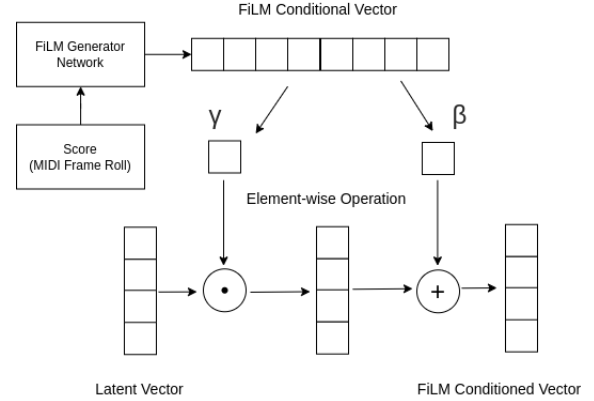 FiLM Conditional Vector
FiLM Generator
Network
Score
(MIDI Frame Roll)
γ
β
Element-wise Operation
+
Latent Vector
FiLM Conditioned Vector